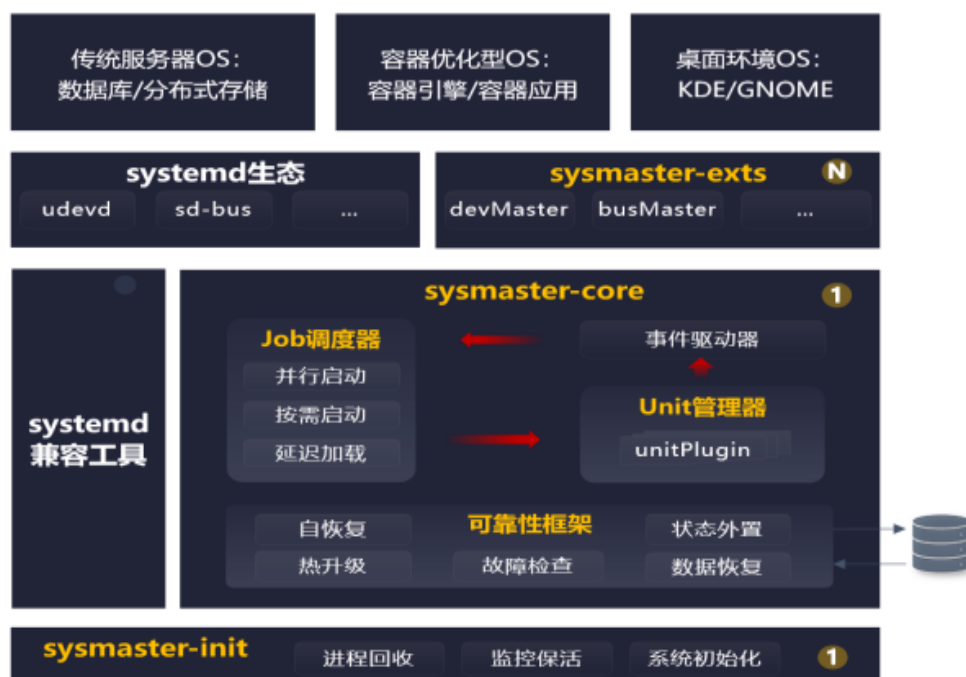 传统服务器OS：
数据库/分布式存储
容器优化型OS：
容器引擎/容器应用
桌面环境OS：
KDE/GNOME
systemd生态
udevd
sd-bus
...
sysmaster-exts
N
devMaster
busMaster
...
systemd
兼容工具
sysmaster-core
1
Job调度器
并行启动
按需启动
延迟加载
事件驱动器
Unit管理器
unitPlugin
可靠性框架
自恢复
状态外置
热升级
故障检查
数据恢复
sysmaster-init
进程回收
监控保活
系统初始化
1